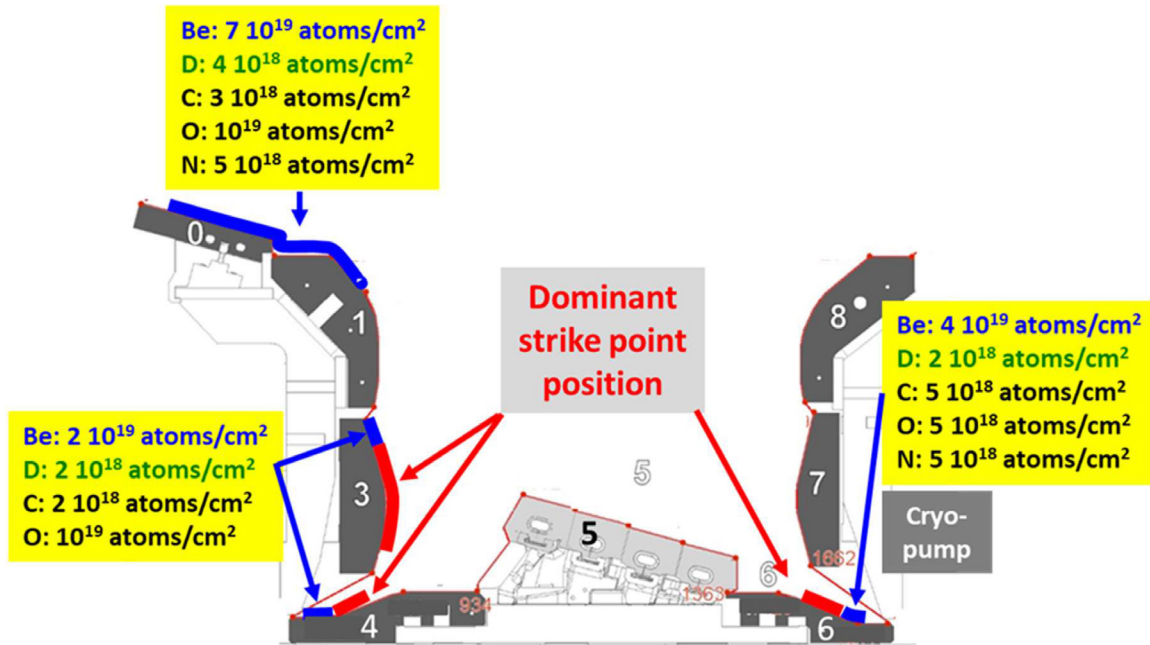 Be: 7 10¹⁹ atoms/cm²
D: 4 10¹⁸ atoms/cm²
C: 3 10¹⁸ atoms/cm²
O: 10¹⁹ atoms/cm²
N: 5 10¹⁸ atoms/cm²
0
.1
Dominant
strike point
position
8
Be: 4 10¹⁹ atoms/cm²
D: 2 10¹⁸ atoms/cm²
C: 5 10¹⁸ atoms/cm²
O: 5 10¹⁸ atoms/cm²
N: 5 10¹⁸ atoms/cm²
Be: 2 10¹⁹ atoms/cm²
D: 2 10¹⁸ atoms/cm²
C: 2 10¹⁸ atoms/cm²
O: 10¹⁹ atoms/cm²
3
5
7
Cryo-
pump
5
1662
6
934
1363
4
6